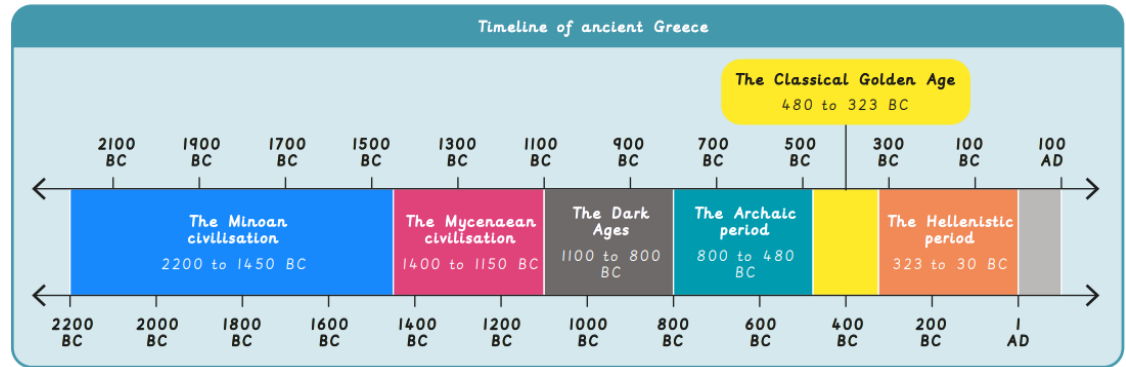 Timeline of ancient Greece
The Classical Golden Age
480 to 323 BC
2100
BC
1900
BC
1700
BC
1500
BC
1300
BC
1100
BC
900
BC
700
BC
500
BC
300
BC
100
BC
100
AD
The Minoan
civilisation
2200 to 1450 BC
The Mycenaean
civilisation
1400 to 1150 BC
The Dark
Ages
1100 to 800
BC
The Archaic
period
800 to 480
BC
The Hellenistic
period
323 to 30 BC
2200
BC
2000
BC
1800
BC
1600
BC
1400
BC
1200
BC
1000
BC
800
BC
600
BC
400
BC
200
BC
1
AD